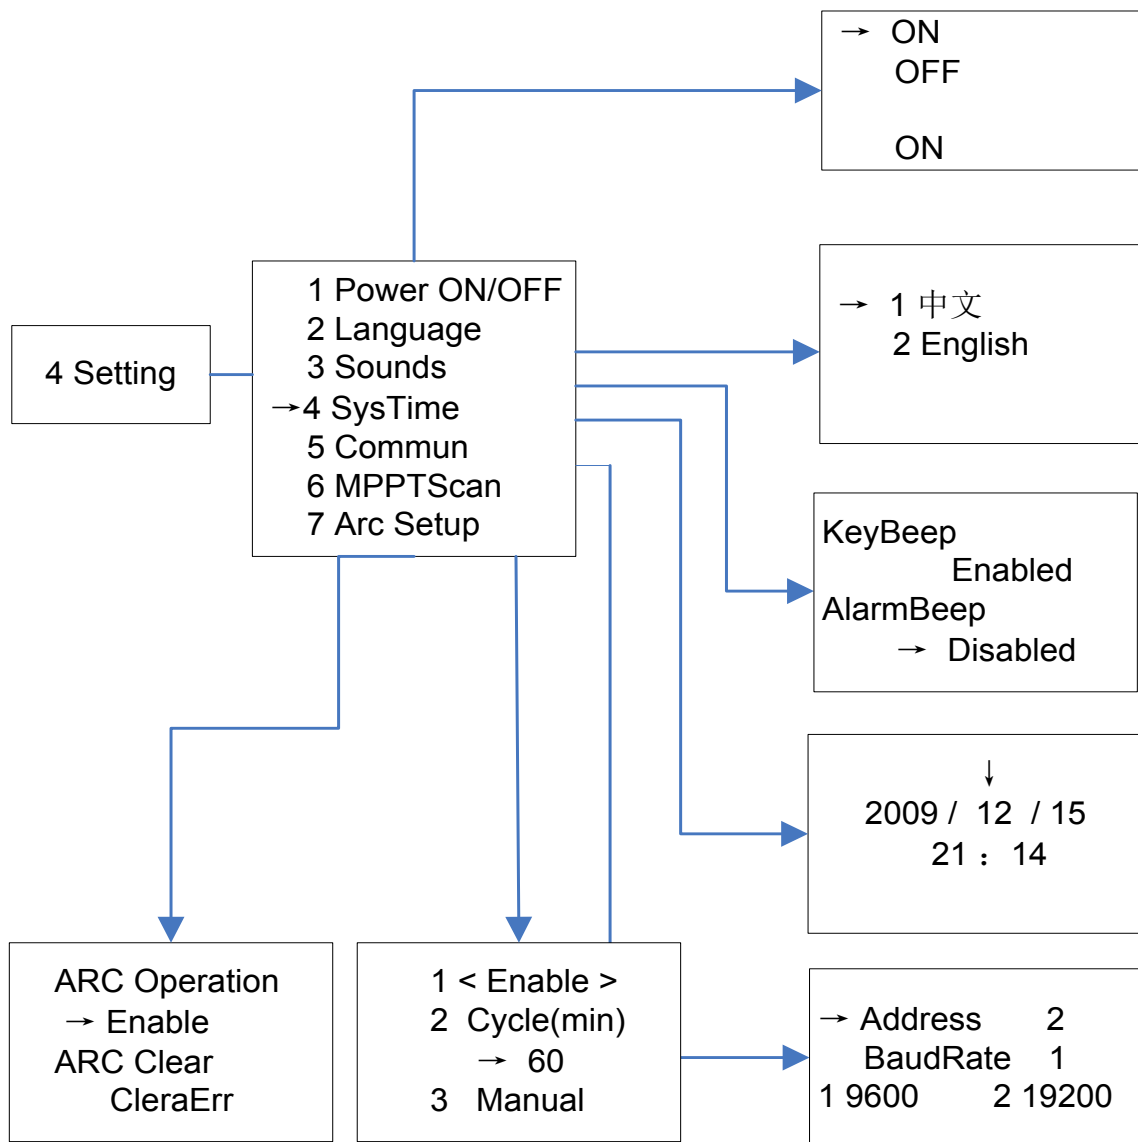 → ON
OFF
ON
4 Setting
1 Power ON/OFF
2 Language
3 Sounds
→4 SysTime
5 Commun
6 MPPTScan
7 Arc Setup
→ 1 中文
2 English
KeyBeep
Enabled
AlarmBeep
→ Disabled
↓
2009 / 12 / 15
21 : 14
ARC Operation
→ Enable
ARC Clear
CleraErr
1 < Enable >
2 Cycle(min)
→ 60
3 Manual
→ Address 2
BaudRate 1
1 9600 2 19200